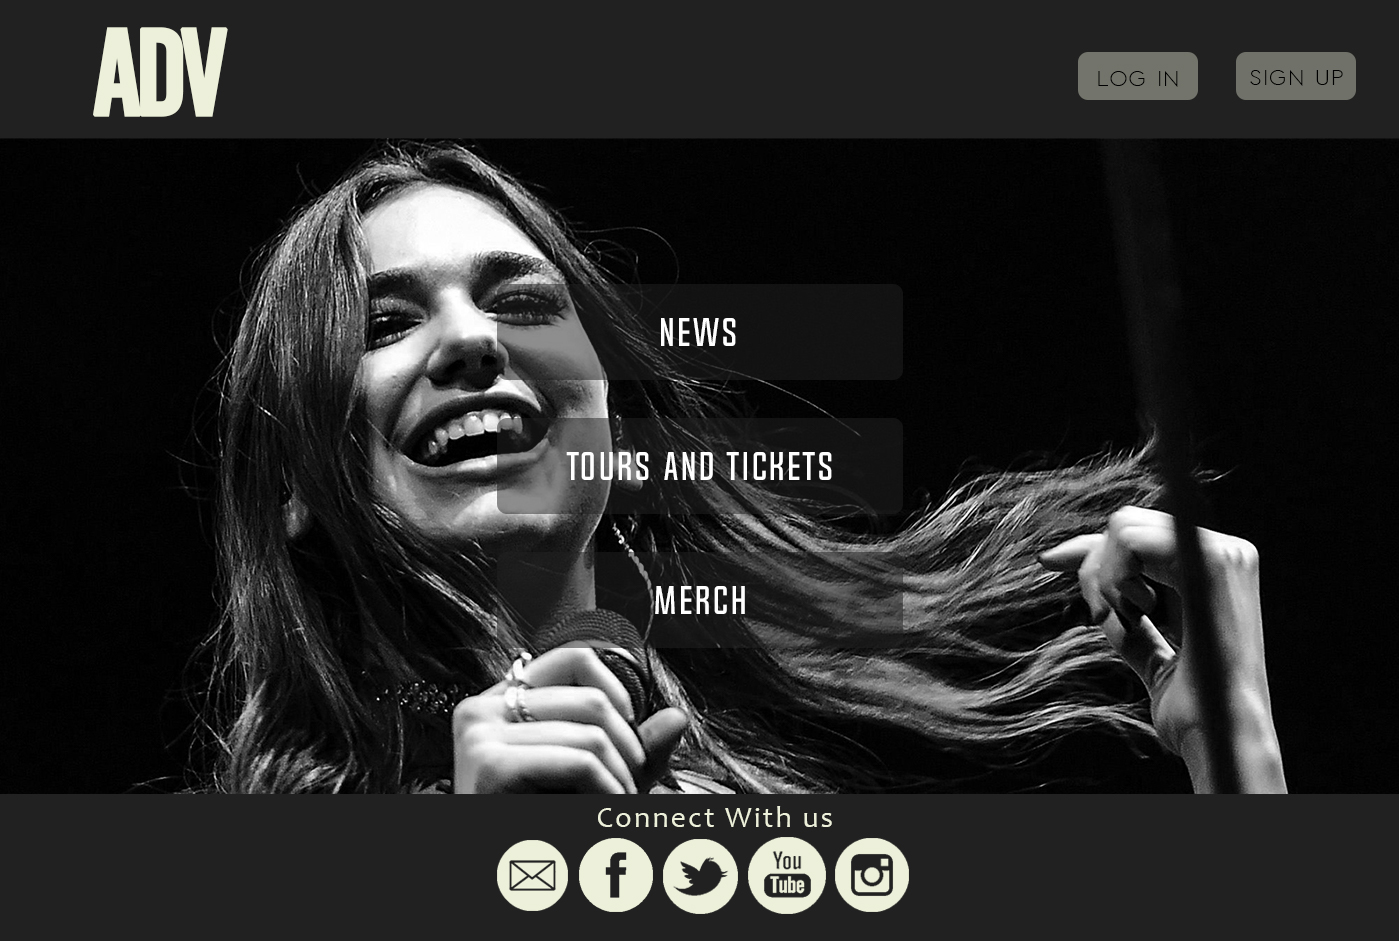 ADV
LOG IN
SIGN UP
NEWS
TOURS AND TICKETS
MERCH
Connect With us
f
You
Tube